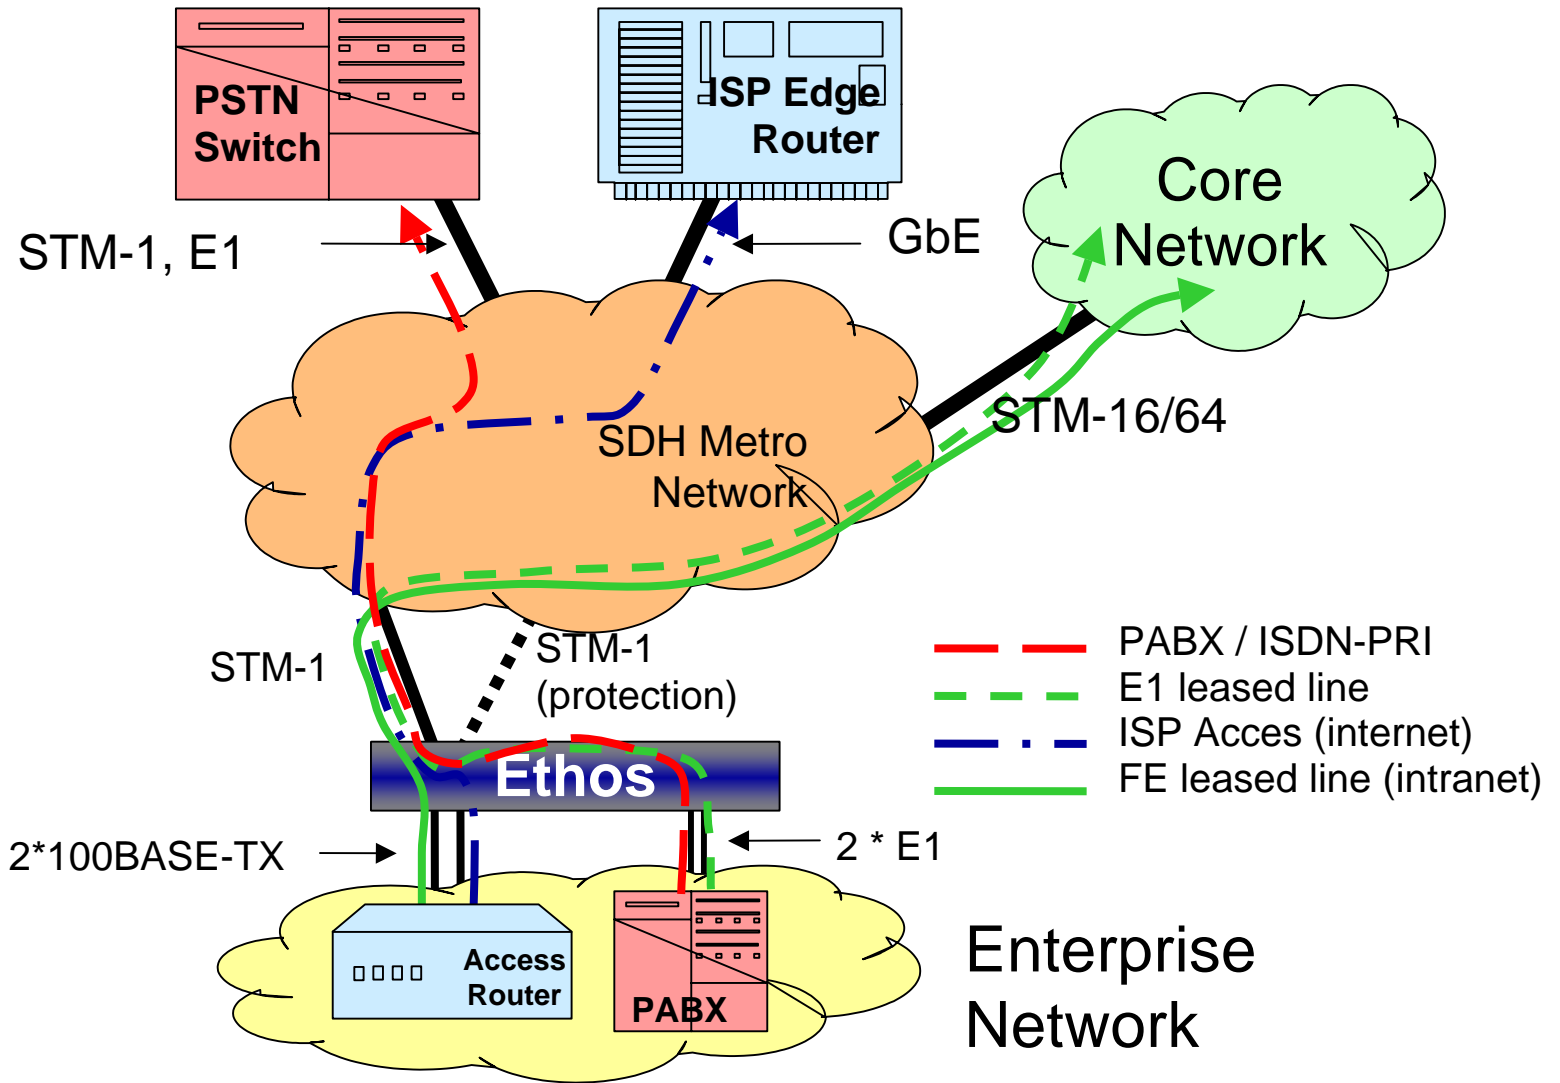 PSTN
Switch
ISP Edge
Router
Core
Network
STM-1, E1
GbE
STM-16/64
SDH Metro
Network
STM-1
STM-1
(protection)
PABX / ISDN-PRI
E1 leased line
ISP Acces (internet)
FE leased line (intranet)
Ethos
2*100BASE-TX
2 * E1
Access
Router
PABX
Enterprise
Network